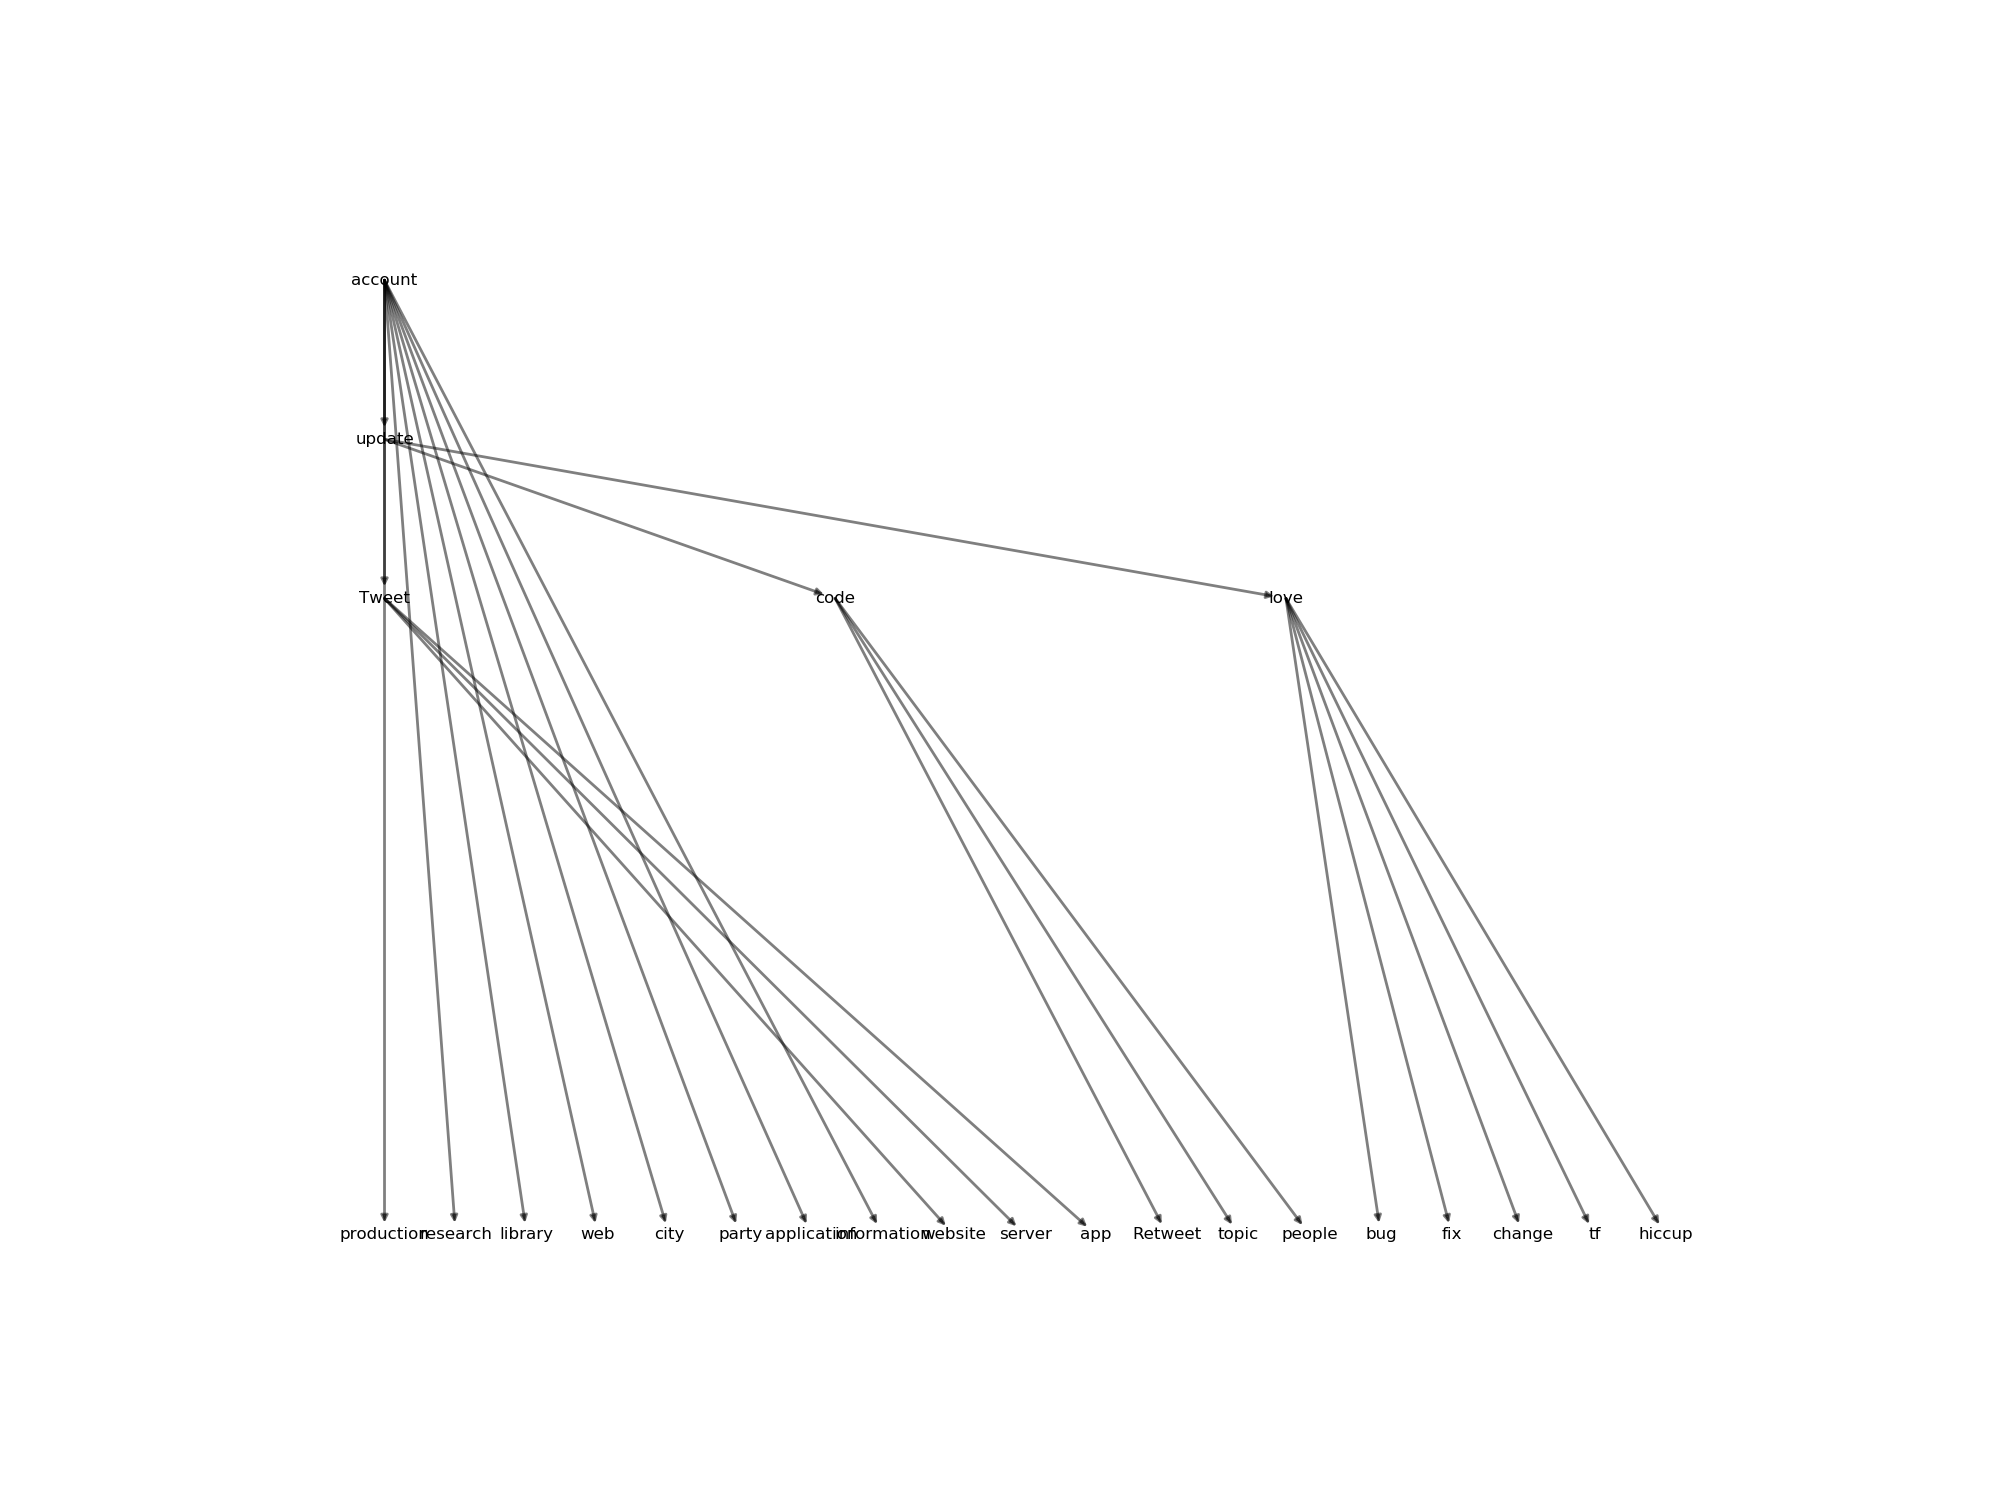 account
update
Tweet code love
production research library web city party application information website server app Retweet topic people bug fix change tf hiccup